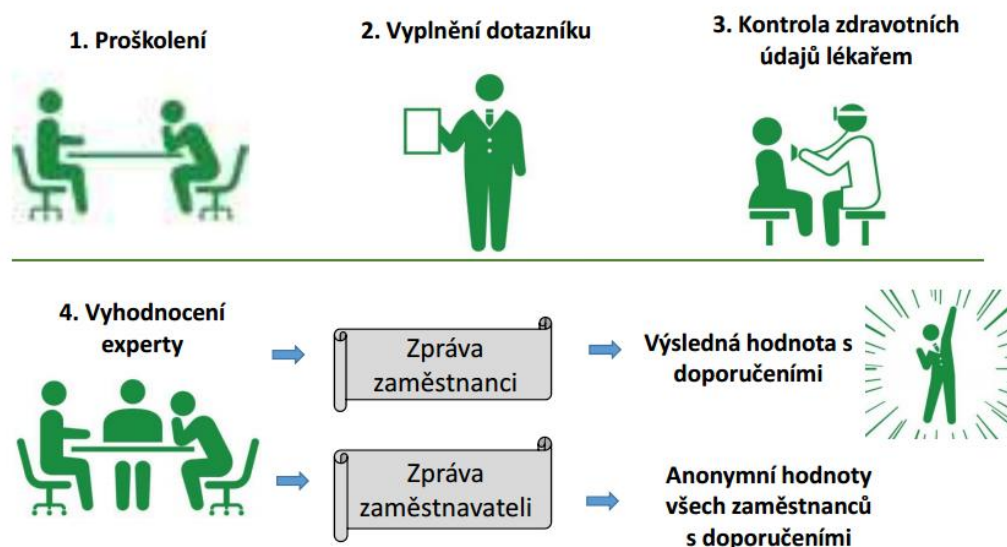 1. Proškolení
2. Vyplnění dotazníku
3. Kontrola zdravotních
údajů lékařem
4. Vyhodnocení
experty
Zpráva
zaměstnanci
Výsledná hodnota s
doporučeními
Zpráva
zaměstnavateli
Anonymní hodnoty
všech zaměstnanců
s doporučeními